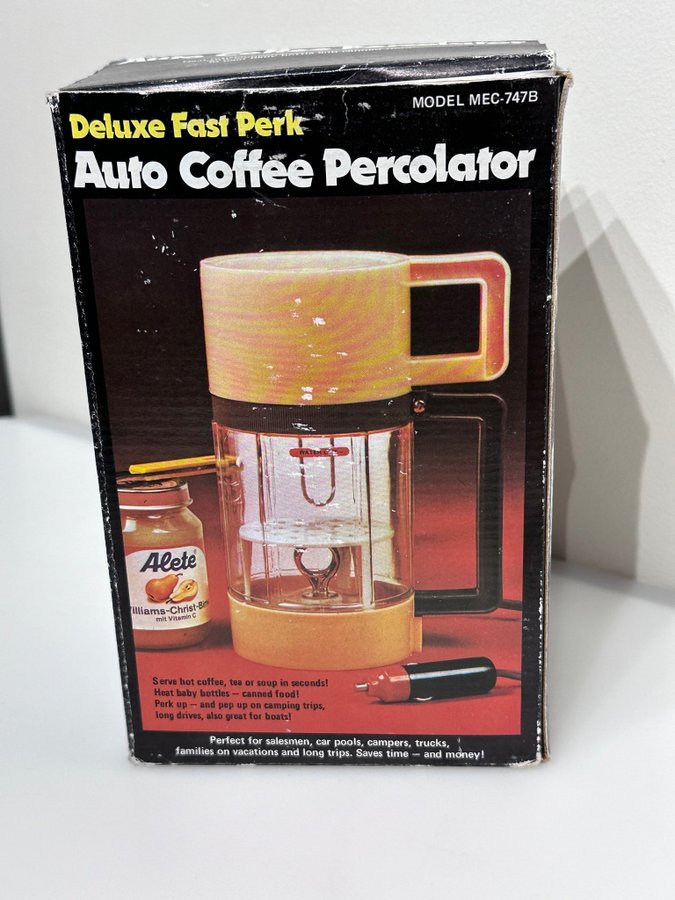 MODEL MEC-747B
Deluxe Fast Perk
Auto Coffee Percolator
WATER
Alete
Williams-Christ-Birn
mit Vitamin C
Serve hot coffee, tea or soup in seconds!
Heat baby bottles — canned food!
Perk up — and pep up on camping trips,
long drives, also great for boats!
Perfect for salesmen, car pools, campers, trucks,
families on vacations and long trips. Saves time — and money!